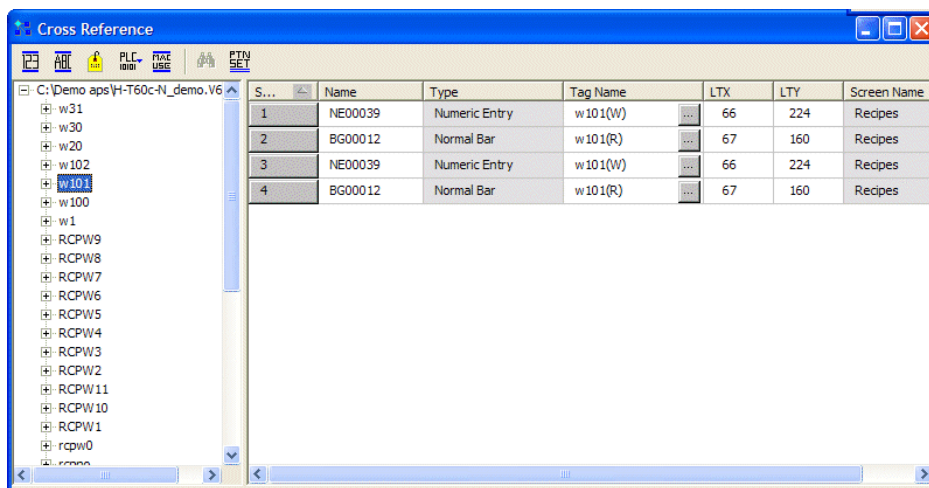 Cross Reference
123 ABC PLC 10101 MAC USE PTN SET
C:\Demo aps\H-T60c-N_demo.V6
w31
w30
w20
w102
w101
w100
w1
RCPW9
RCPW8
RCPW7
RCPW6
RCPW5
RCPW4
RCPW3
RCPW2
RCPW11
RCPW10
RCPW1
rcpw0
S... Name Type Tag Name LTX LTY Screen Name
1 NE00039 Numeric Entry w101(W) ... 66 224 Recipes
2 BG00012 Normal Bar w101(R) ... 67 160 Recipes
3 NE00039 Numeric Entry w101(W) ... 66 224 Recipes
4 BG00012 Normal Bar w101(R) ... 67 160 Recipes